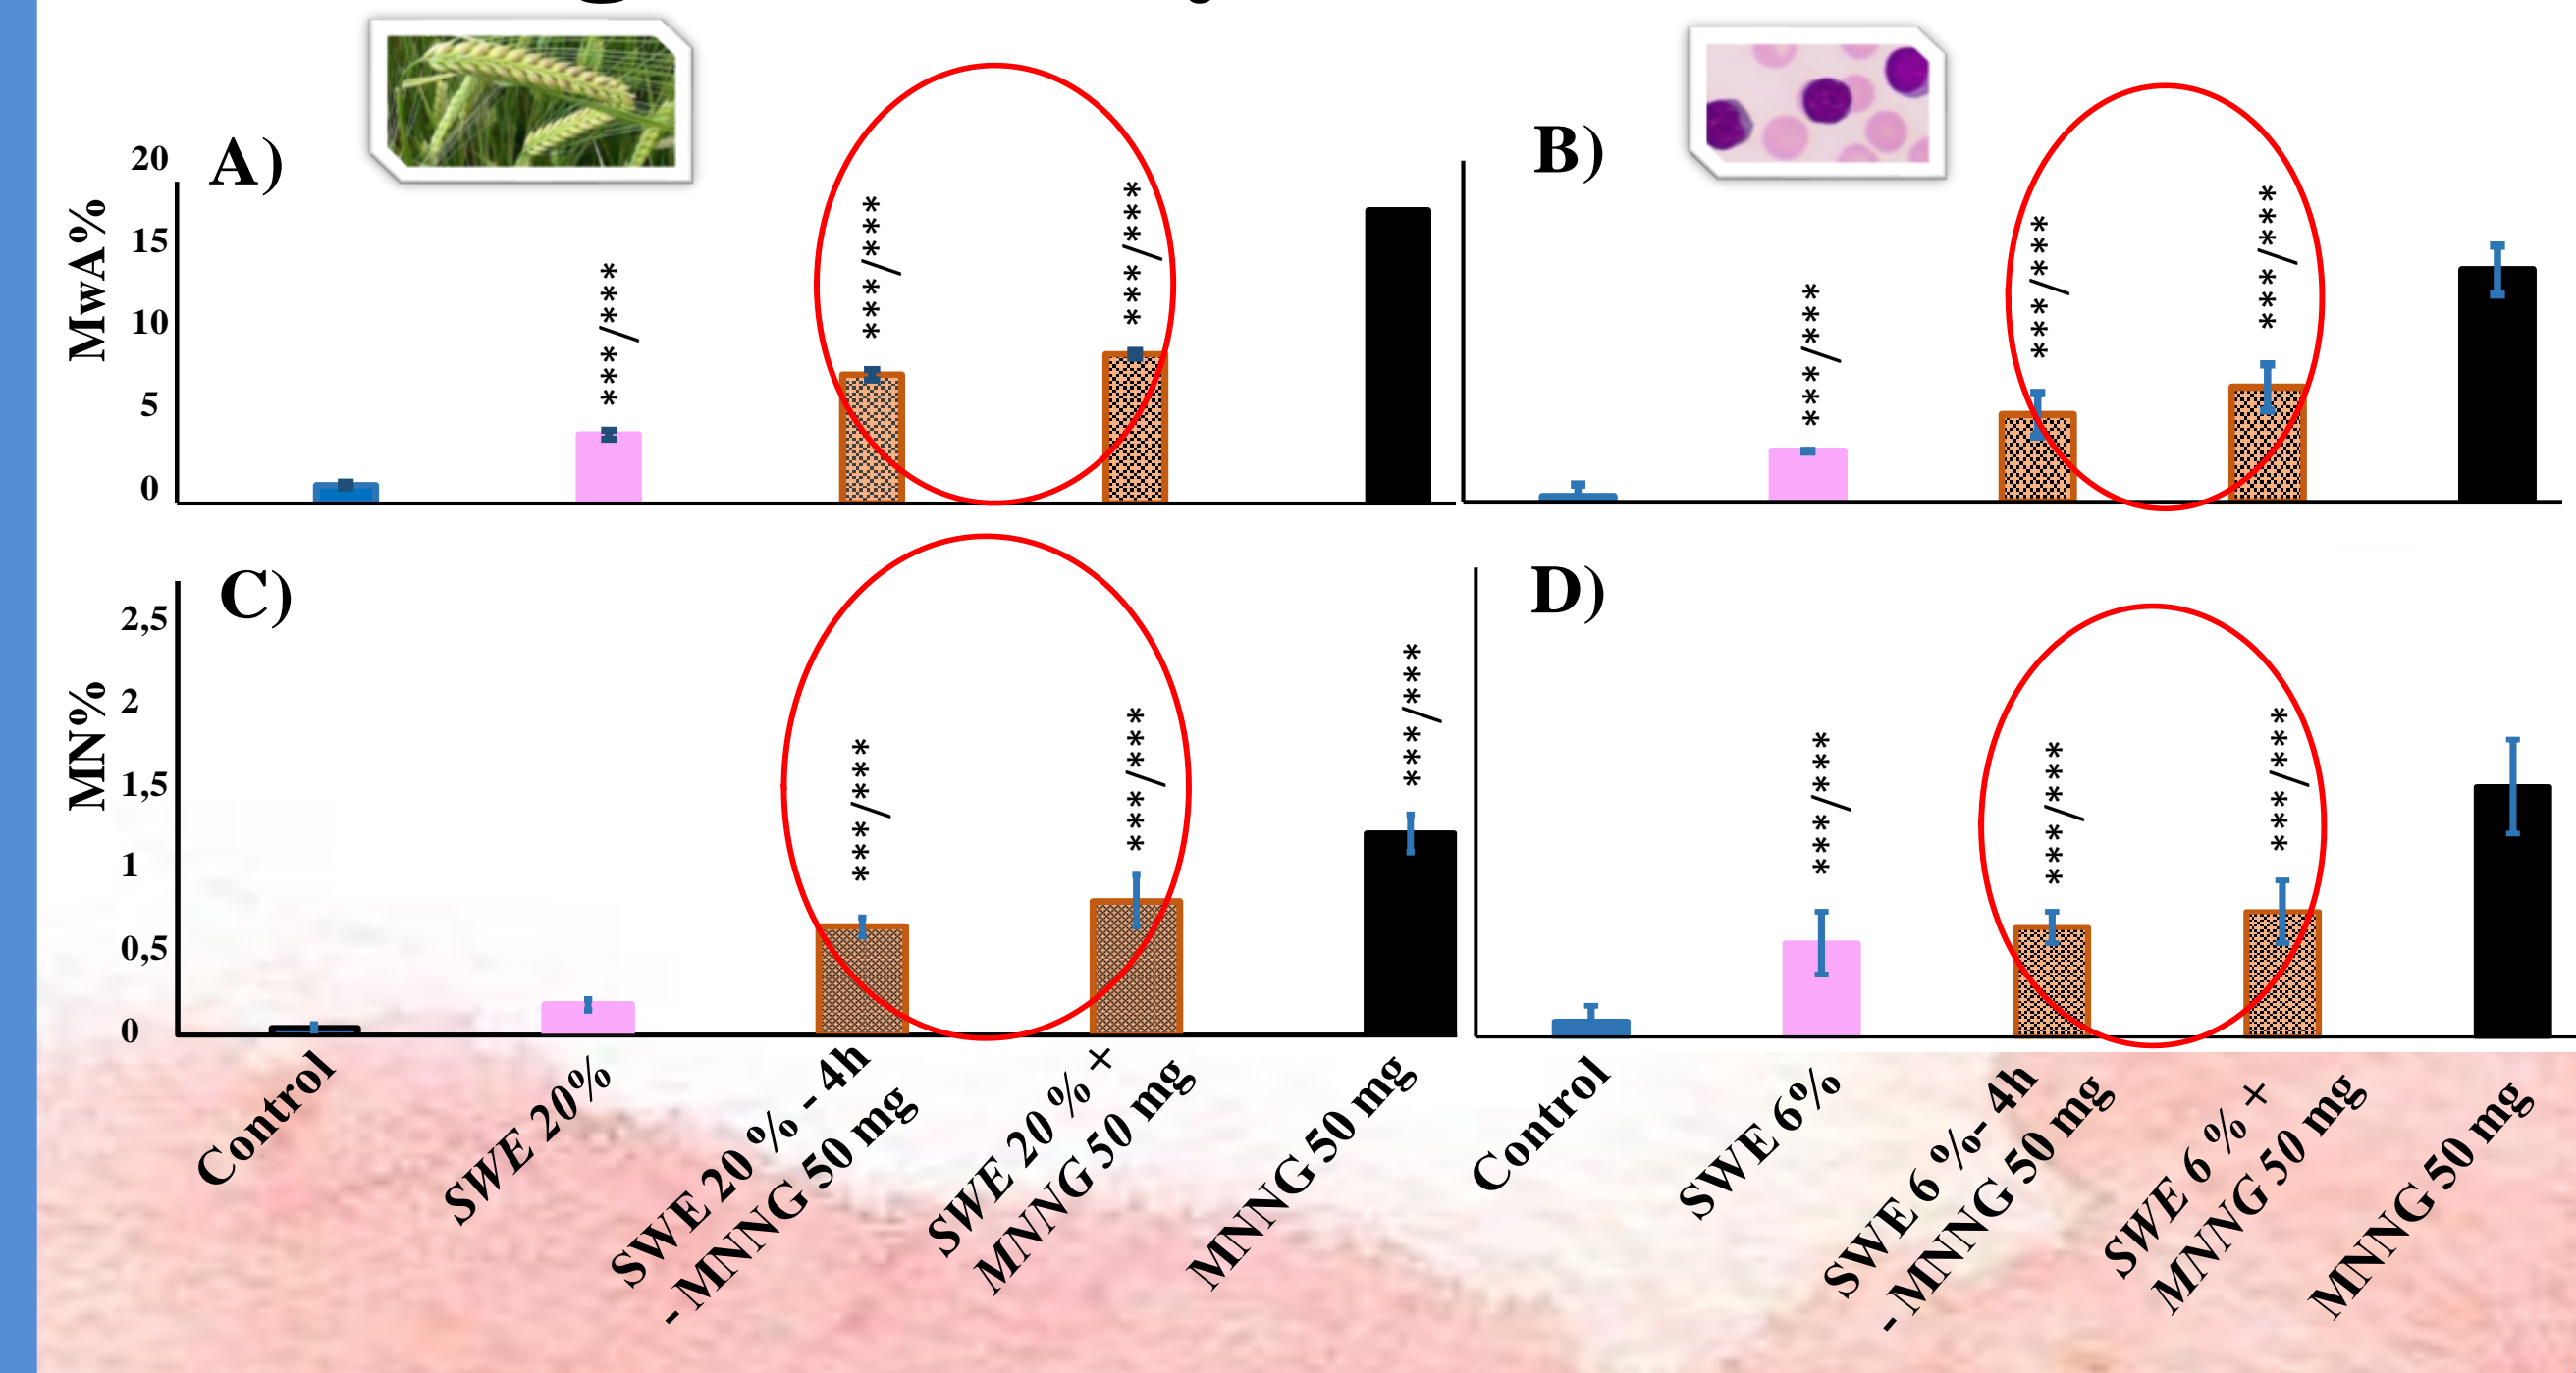 A)
B)
MwA%
20
15
10
5
0
***/***
***/***
***/***
***/***
***/***
***/***
C)
D)
MN%
2,5
2
1,5
1
0,5
0
***/***
***/***
***/***
***/***
***/***
***/***
Control
SWE 20%
SWE 20 % - 4h
- MNNG 50 mg
SWE 20 % +
MNNG 50 mg
MNNG 50 mg
Control
SWE 6%
SWE 6 %- 4h
- MNNG 50 mg
SWE 6 % +
MNNG 50 mg
MNNG 50 mg